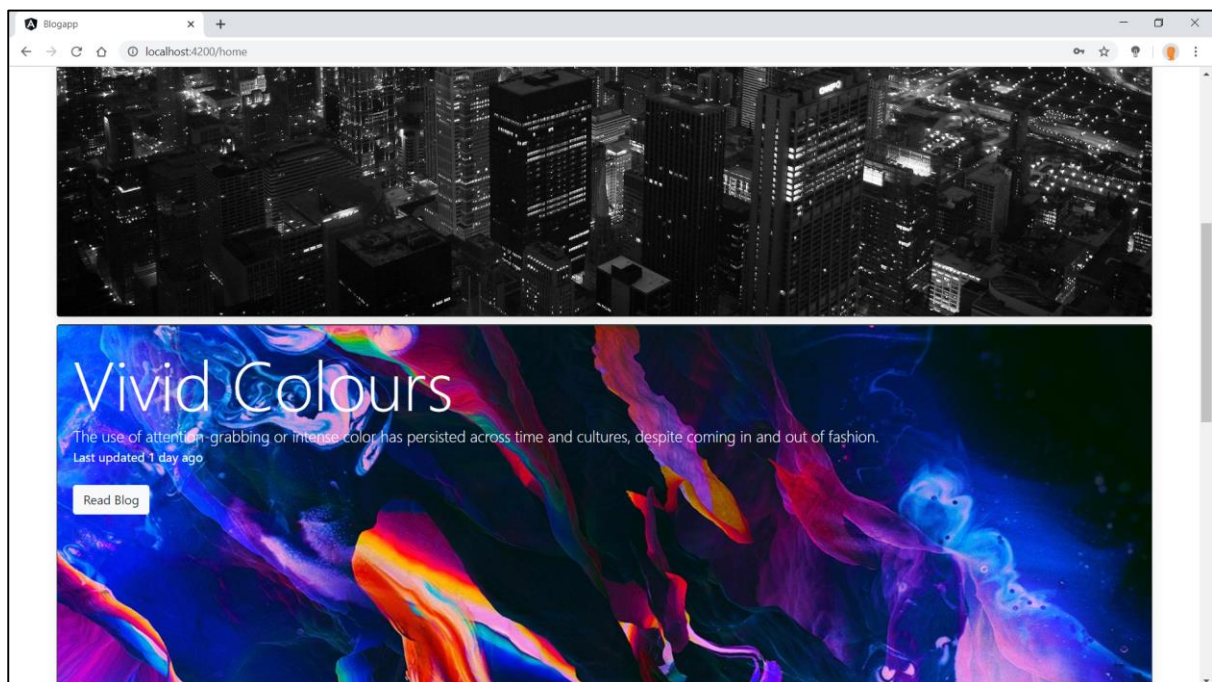 Blogapp
localhost:4200/home
Vivid Colours
The use of attention-grabbing or intense color has persisted across time and cultures, despite coming in and out of fashion.
Last updated 1 day ago
Read Blog